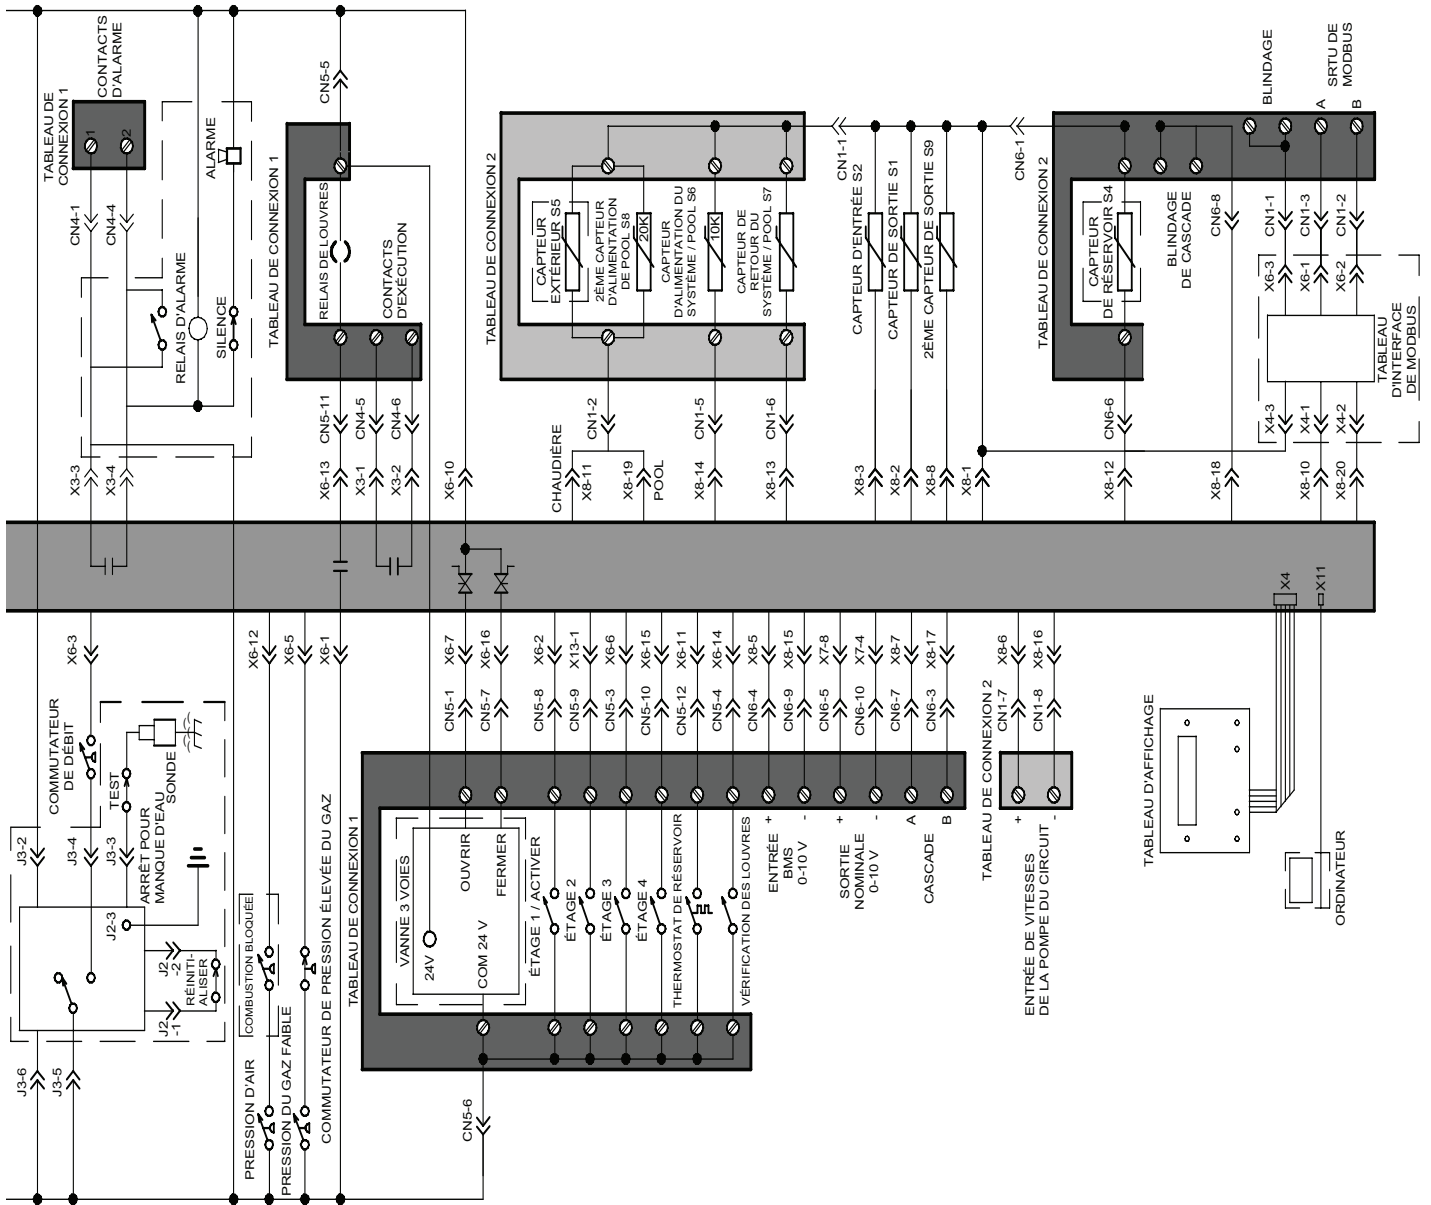 TABLEAU DE
CONNEXION 1
CONTACTS
D'ALARME
1
2
CN4-1
CN4-4
X3-3
X3-4
ALARME
RELAIS D'ALARME
SILENCE
CN5-5
TABLEAU DE CONNEXION 1
RELAIS DE LOUVRES
CONTACTS
D'EXÉCUTION
CN5-11
CN4-5
CN4-6
X6-13
X3-1
X3-2
X6-10
TABLEAU DE CONNEXION 2
CAPTEUR
EXTÉRIEUR S5
2ÈME CAPTEUR
D'ALIMENTATION
DE POOL S8
20K
CAPTEUR
D'ALIMENTATION DU
SYSTÈME / POOL S6
10K
CAPTEUR DE
RETOUR DU
SYSTÈME / POOL S7
CN1-2
CN1-5
CN1-6
CHAUDIÈRE
X8-11
X8-19
POOL
X8-14
X8-13
CN1-1
CAPTEUR D'ENTRÉE S2
CAPTEUR DE SORTIE S1
2ÈME CAPTEUR DE SORTIE S9
X8-3
X8-2
X8-8
X8-1
CN6-1
TABLEAU DE CONNEXION 2
CAPTEUR
DE RÉSERVOIR S4
BLINDAGE
DE CASCADE
CN6-6
X8-12
CN6-8
X8-18
BLINDAGE
SRTU DE
MODBUS
A
B
CN1-1
CN1-3
CN1-2
X6-3
X6-1
X6-2
TABLEAU
D'INTERFACE
DE MODBUS
X4-3
X4-1
X4-2
X8-10
X8-20
X4
X11
X6-3
X6-12
X6-5
X6-1
X6-7
X6-16
X6-2
X13-1
X6-6
X6-15
X6-11
X6-14
X8-5
X8-15
X7-8
X7-4
X8-7
X8-17
X8-6
X8-16
CN5-1
CN5-7
CN5-8
CN5-9
CN5-3
CN5-10
CN5-12
CN5-4
CN6-4
CN6-9
CN6-5
CN6-10
CN6-7
CN6-3
CN1-7
CN1-8
COMMUTATEUR
DE DÉBIT
TEST
SONDE
J3-2
J3-4
J3-3
ARRÊT POUR
MANQUE D'EAU
J2-3
J2
-2
J2
-1
RÉINITI-
ALISER
J3-6
J3-5
COMBUSTION BLOQUÉE
PRESSION D'AIR
PRESSION DU GAZ FAIBLE
COMMUTATEUR DE PRESSION ÉLEVÉE DU GAZ
TABLEAU DE CONNEXION 1
VANNE 3 VOIES
24V
OUVRIR
FERMER
COM 24 V
ÉTAGE 1 / ACTIVER
ÉTAGE 2
ÉTAGE 3
ÉTAGE 4
THERMOSTAT DE RÉSERVOIR
VÉRIFICATION DES LOUVRES
CN5-6
+
ENTRÉE
BMS
0-10 V
-
+
SORTIE
NOMINALE
0-10 V
-
A
CASCADE
B
TABLEAU DE CONNEXION 2
+
ENTRÉE DE VITESSES
DE LA POMPE DU CIRCUIT
-
TABLEAU D'AFFICHAGE
ORDINATEUR